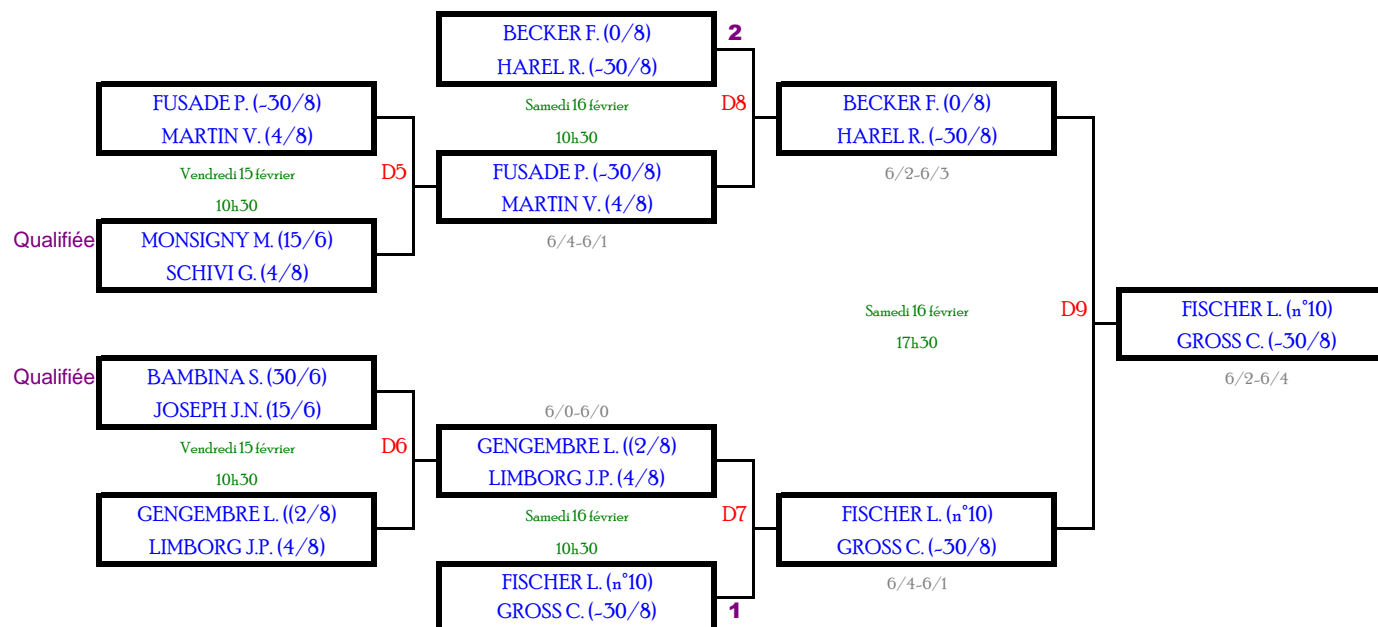 BECKER F. (0/8)
HAREL R. (-30/8)
2
FUSADE P. (-30/8)
MARTIN V. (4/8)
Samedi 16 février
10h30
D8
BECKER F. (0/8)
HAREL R. (-30/8)
6/2-6/3
Vendredi 15 février
10h30
D5
FUSADE P. (-30/8)
MARTIN V. (4/8)
6/4-6/1
Qualifiée
MONSIGNY M. (15/6)
SCHIVI G. (4/8)
Samedi 16 février
17h30
D9
FISCHER L. (n°10)
GROSS C. (-30/8)
6/2-6/4
Qualifiée
BAMBINA S. (30/6)
JOSEPH J.N. (15/6)
6/0-6/0
Vendredi 15 février
10h30
D6
GENGEMBRE L. ((2/8)
LIMBORG J.P. (4/8)
GENGEMBRE L. ((2/8)
LIMBORG J.P. (4/8)
Samedi 16 février
10h30
D7
FISCHER L. (n°10)
GROSS C. (-30/8)
6/4-6/1
FISCHER L. (n°10)
GROSS C. (-30/8)
1